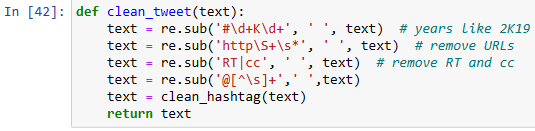 In [42]: def clean_tweet(text):
    text = re.sub('#\d+K\d+', ' ', text)  # years like 2K19
    text = re.sub('http\S+\s*', ' ', text)  # remove URLs
    text = re.sub('RT|cc', ' ', text)  # remove RT and cc
    text = re.sub('@[^\s]+',' ',text)
    text = clean_hashtag(text)
    return text